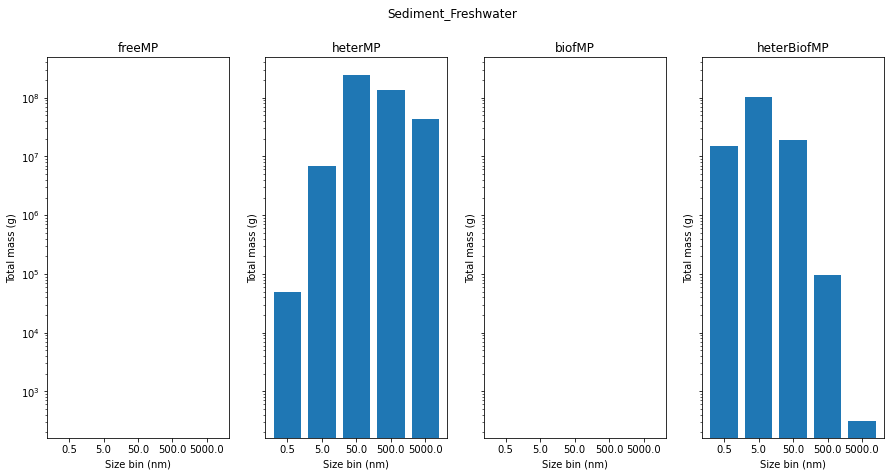 Sediment_Freshwater
freeMP
heterMP
biofMP
heterBiofMP
Total mass (g)
10^8
10^7
10^6
10^5
10^4
10^3
0.5 5.0 50.0 500.0 5000.0
Size bin (nm)
Total mass (g)
0.5 5.0 50.0 500.0 5000.0
Size bin (nm)
Total mass (g)
0.5 5.0 50.0 500.0 5000.0
Size bin (nm)
Total mass (g)
0.5 5.0 50.0 500.0 5000.0
Size bin (nm)